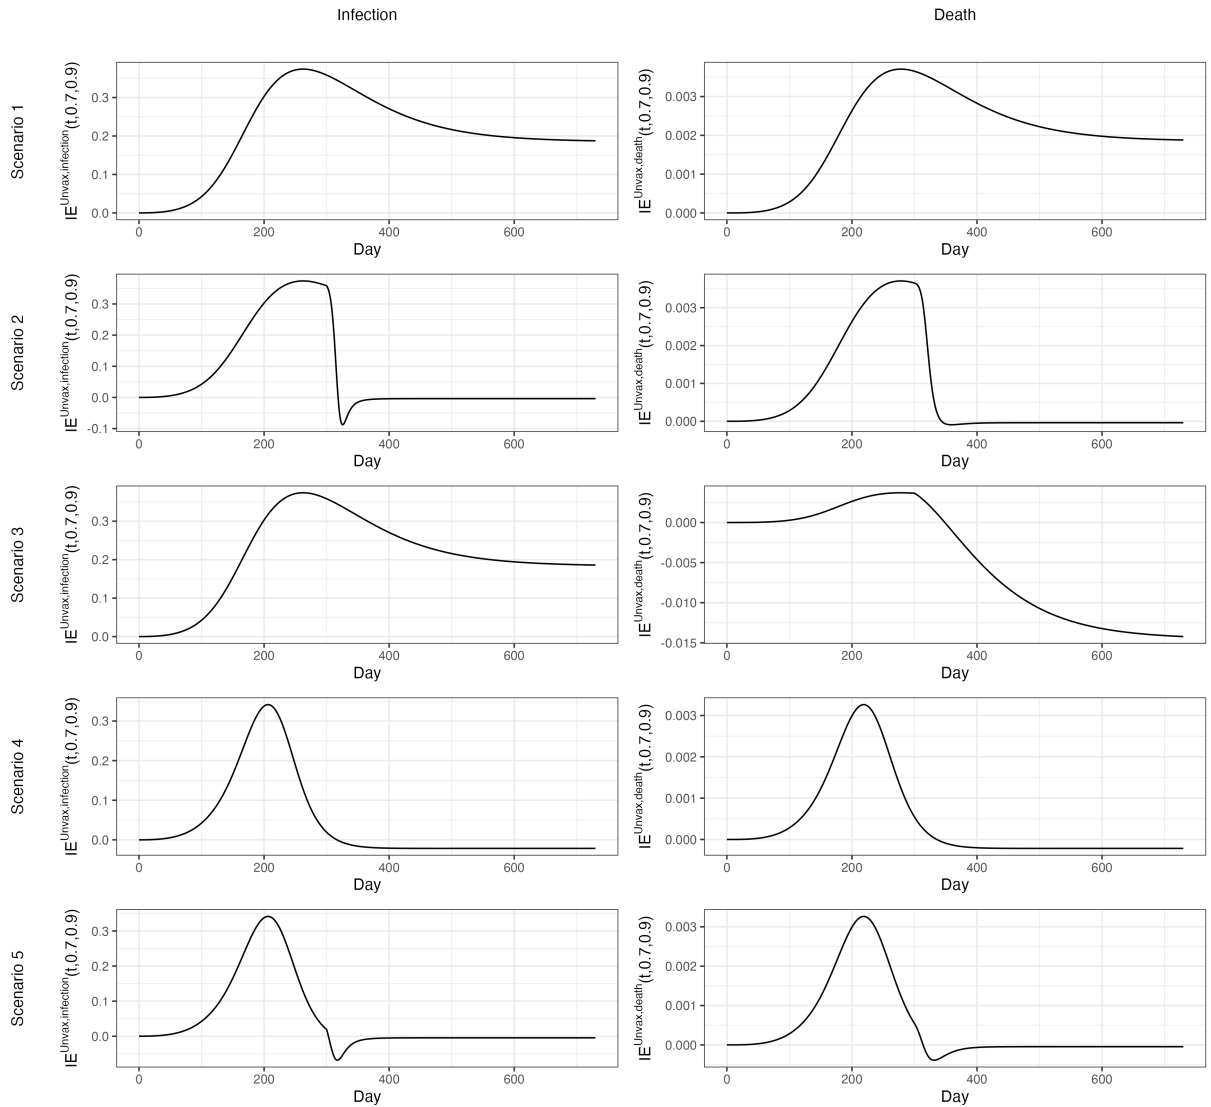 Infection Death
Scenario 1
IE^Unvax,infection(t,0.7,0.9)
0.3
0.2
0.1
0.0
0 200 400 600
Day
IE^Unvax,death(t,0.7,0.9)
0.003
0.002
0.001
0.000
0 200 400 600
Day
Scenario 2
IE^Unvax,infection(t,0.7,0.9)
0.3
0.2
0.1
0.0
-0.1
0 200 400 600
Day
IE^Unvax,death(t,0.7,0.9)
0.003
0.002
0.001
0.000
0 200 400 600
Day
Scenario 3
IE^Unvax,infection(t,0.7,0.9)
0.3
0.2
0.1
0.0
0 200 400 600
Day
IE^Unvax,death(t,0.7,0.9)
0.000
-0.005
-0.010
-0.015
0 200 400 600
Day
Scenario 4
IE^Unvax,infection(t,0.7,0.9)
0.3
0.2
0.1
0.0
0 200 400 600
Day
IE^Unvax,death(t,0.7,0.9)
0.003
0.002
0.001
0.000
0 200 400 600
Day
Scenario 5
IE^Unvax,infection(t,0.7,0.9)
0.3
0.2
0.1
0.0
0 200 400 600
Day
IE^Unvax,death(t,0.7,0.9)
0.003
0.002
0.001
0.000
0 200 400 600
Day